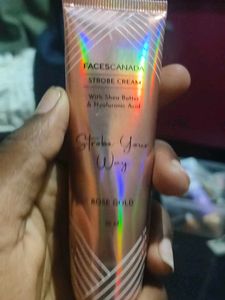 FACESCANADA
STROBE CREAM
With Shea Butter
& Hyaluronic Acid
Strobe Your
Way
ROSE GOLD